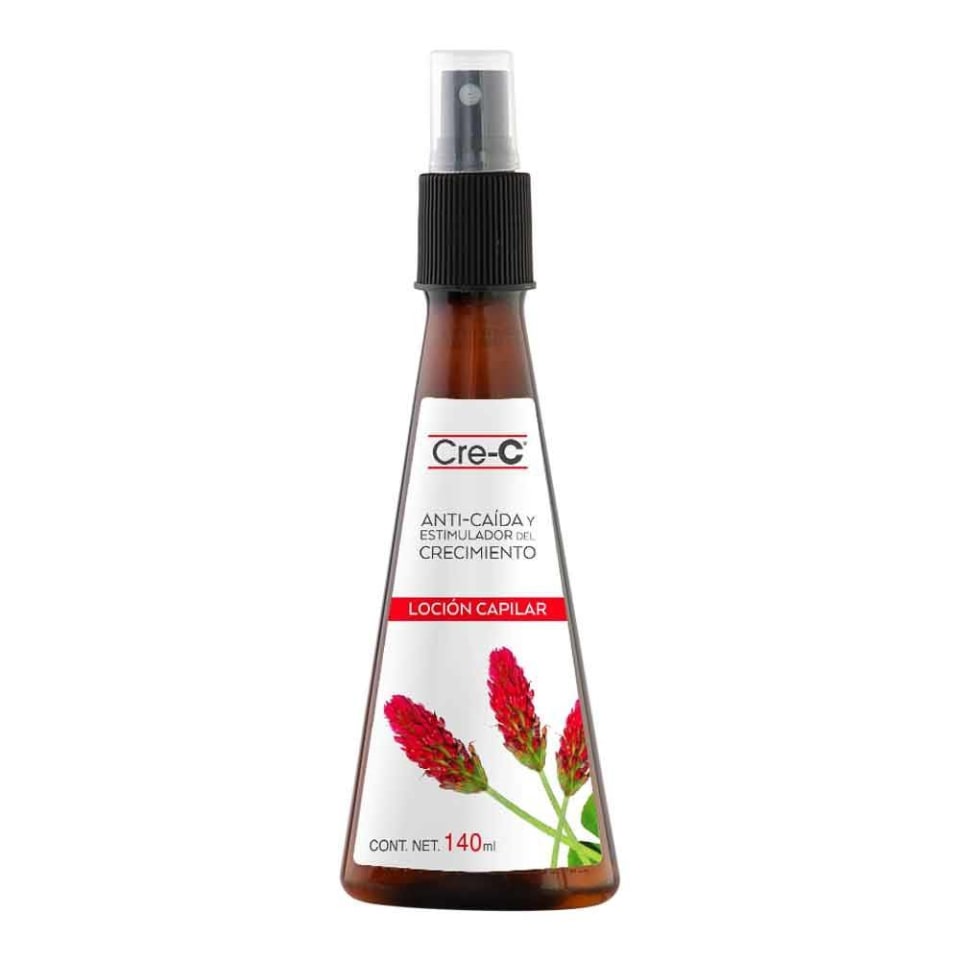 Cre-C®
ANTI-CAÍDA Y
ESTIMULADOR DEL
CRECIMIENTO
LOCIÓN CAPILAR
CONT. NET. 140ml